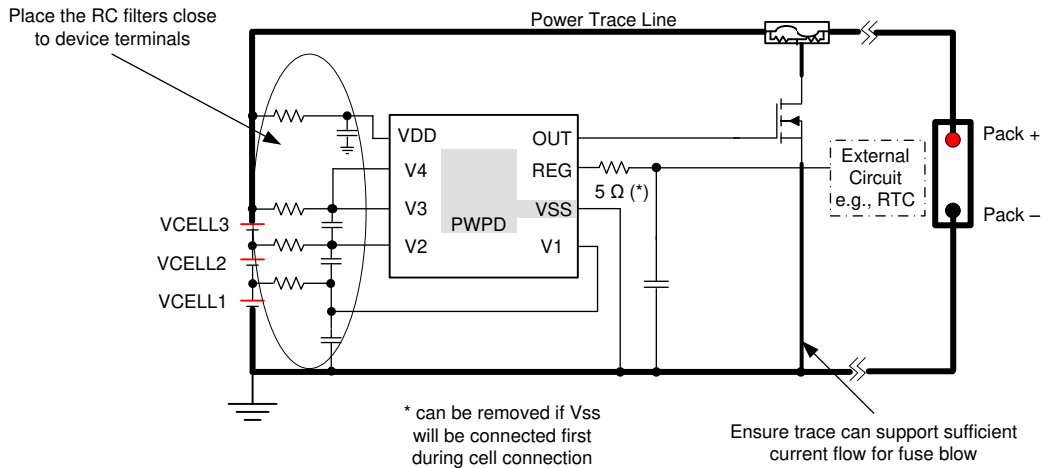 Place the RC filters close
to device terminals
Power Trace Line
VDD
OUT
V4
REG
5 Ω (*)
V3
VSS
PWPD
V2
V1
VCELL3
VCELL2
VCELL1
External
Circuit
e.g., RTC
Pack +
Pack –
* can be removed if Vss
will be connected first
during cell connection
Ensure trace can support sufficient
current flow for fuse blow